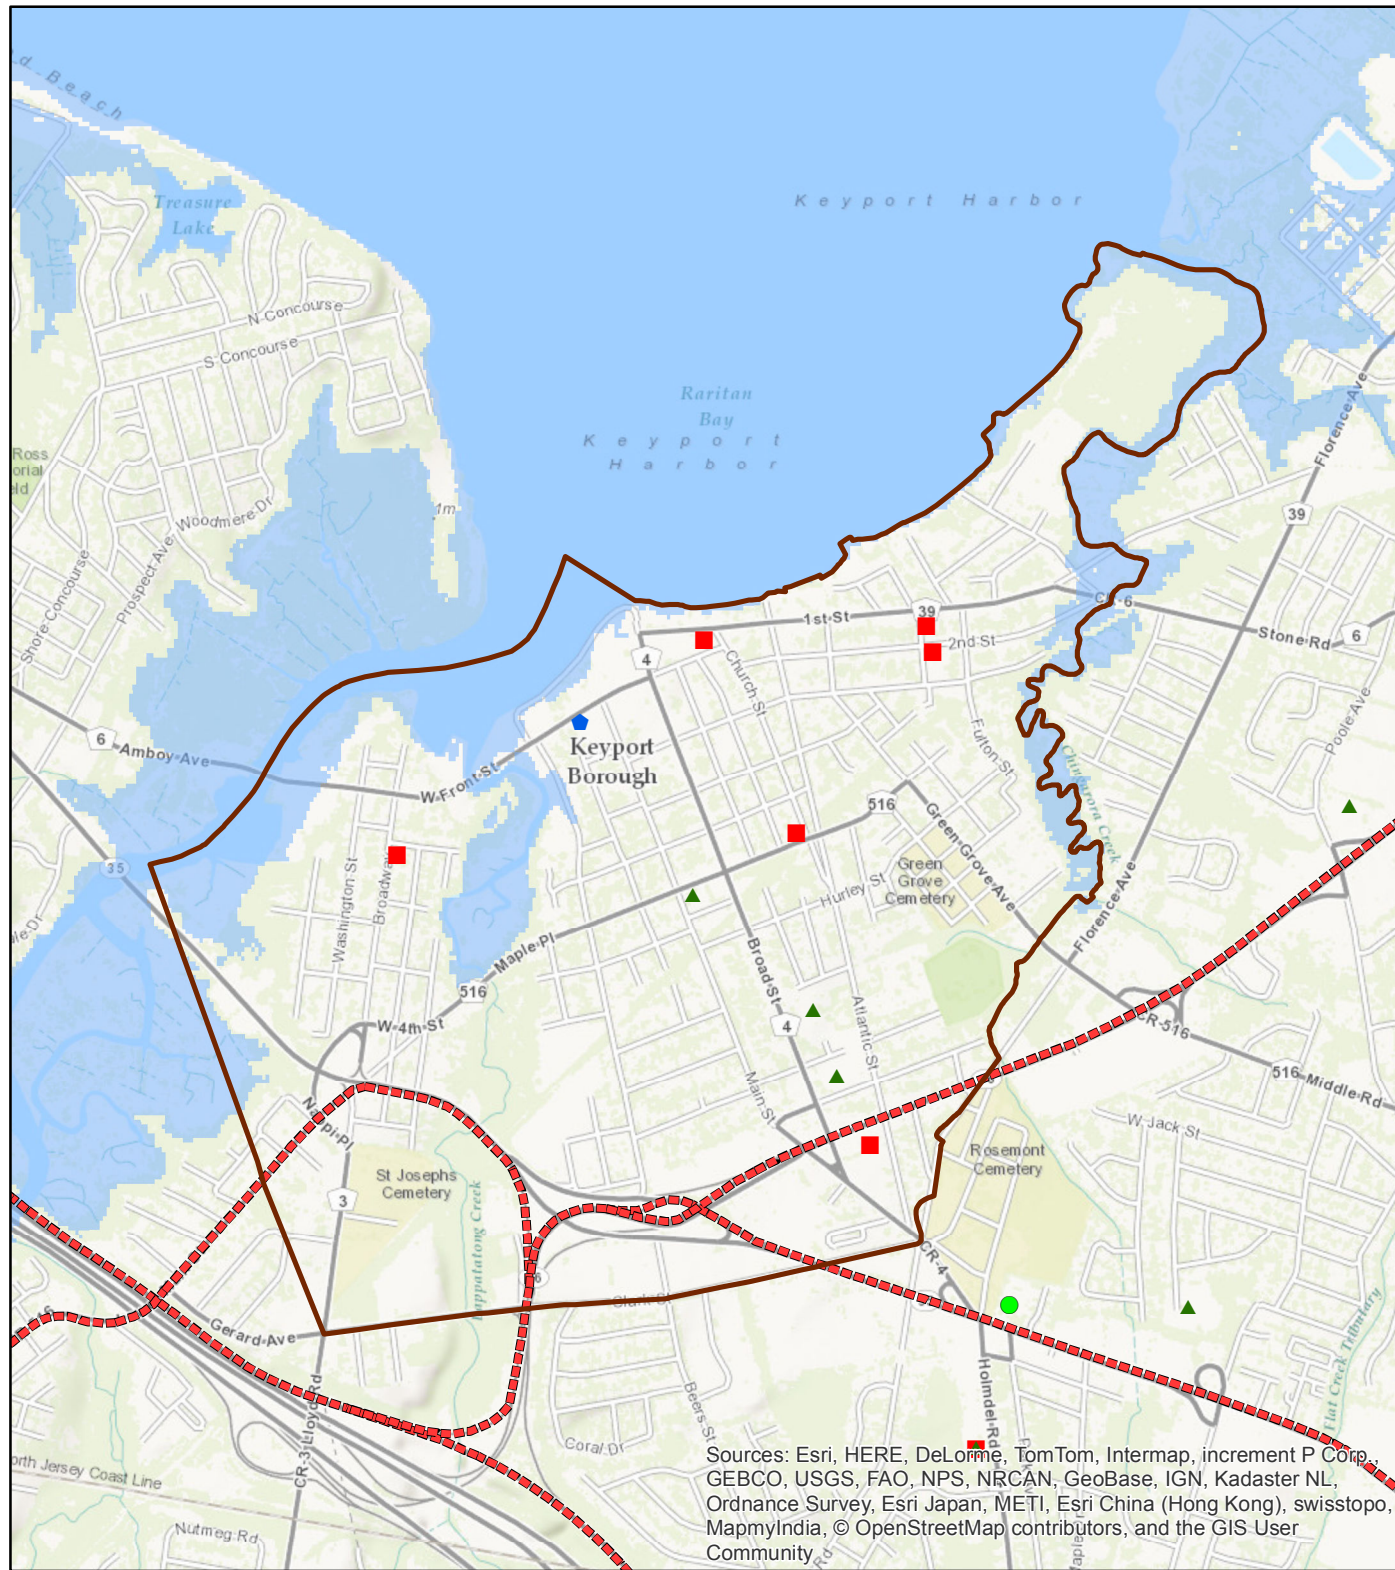 d Beach
Treasure
Lake
Keyport Harbor
N Concourse
S Concourse
Raritan
Bay
Keyport
Harbor
Ross
orial
eld
1m
Woodmere Dr
Prospect Ave
Shore Concourse
Florence Ave
39
CR-6
39
1st St
2nd St
Stone Rd
6
4
Church St
Keyport
Borough
6
Amboy Ave
W Front St
Fulton St
Poole Ave
Chingarora Creek
516
Green Grove Ave
35
Washington St
Broadway
Green
Grove
Cemetery
Hurley St
Florence Ave
Maple Pl
Broad St
516
W 4th St
4
Atlantic St
CR-516
516
Middle Rd
Main St
Nappi Pl
W Jack St
St Josephs
Cemetery
Rosemont
Cemetery
3
CR-4
6
Clark St
Gerard Ave
Flat Creek Tributary
Holmdel Rd
Beers St
CR-3 Lloyd Rd
Coral Dr
orth Jersey Coast Line
Nutmeg Rd
Sources: Esri, HERE, DeLorme, TomTom, Intermap, increment P Corp.,
GEBCO, USGS, FAO, NPS, NRCAN, GeoBase, IGN, Kadaster NL,
Ordnance Survey, Esri Japan, METI, Esri China (Hong Kong), swisstopo,
MapmyIndia, © OpenStreetMap contributors, and the GIS User
Community